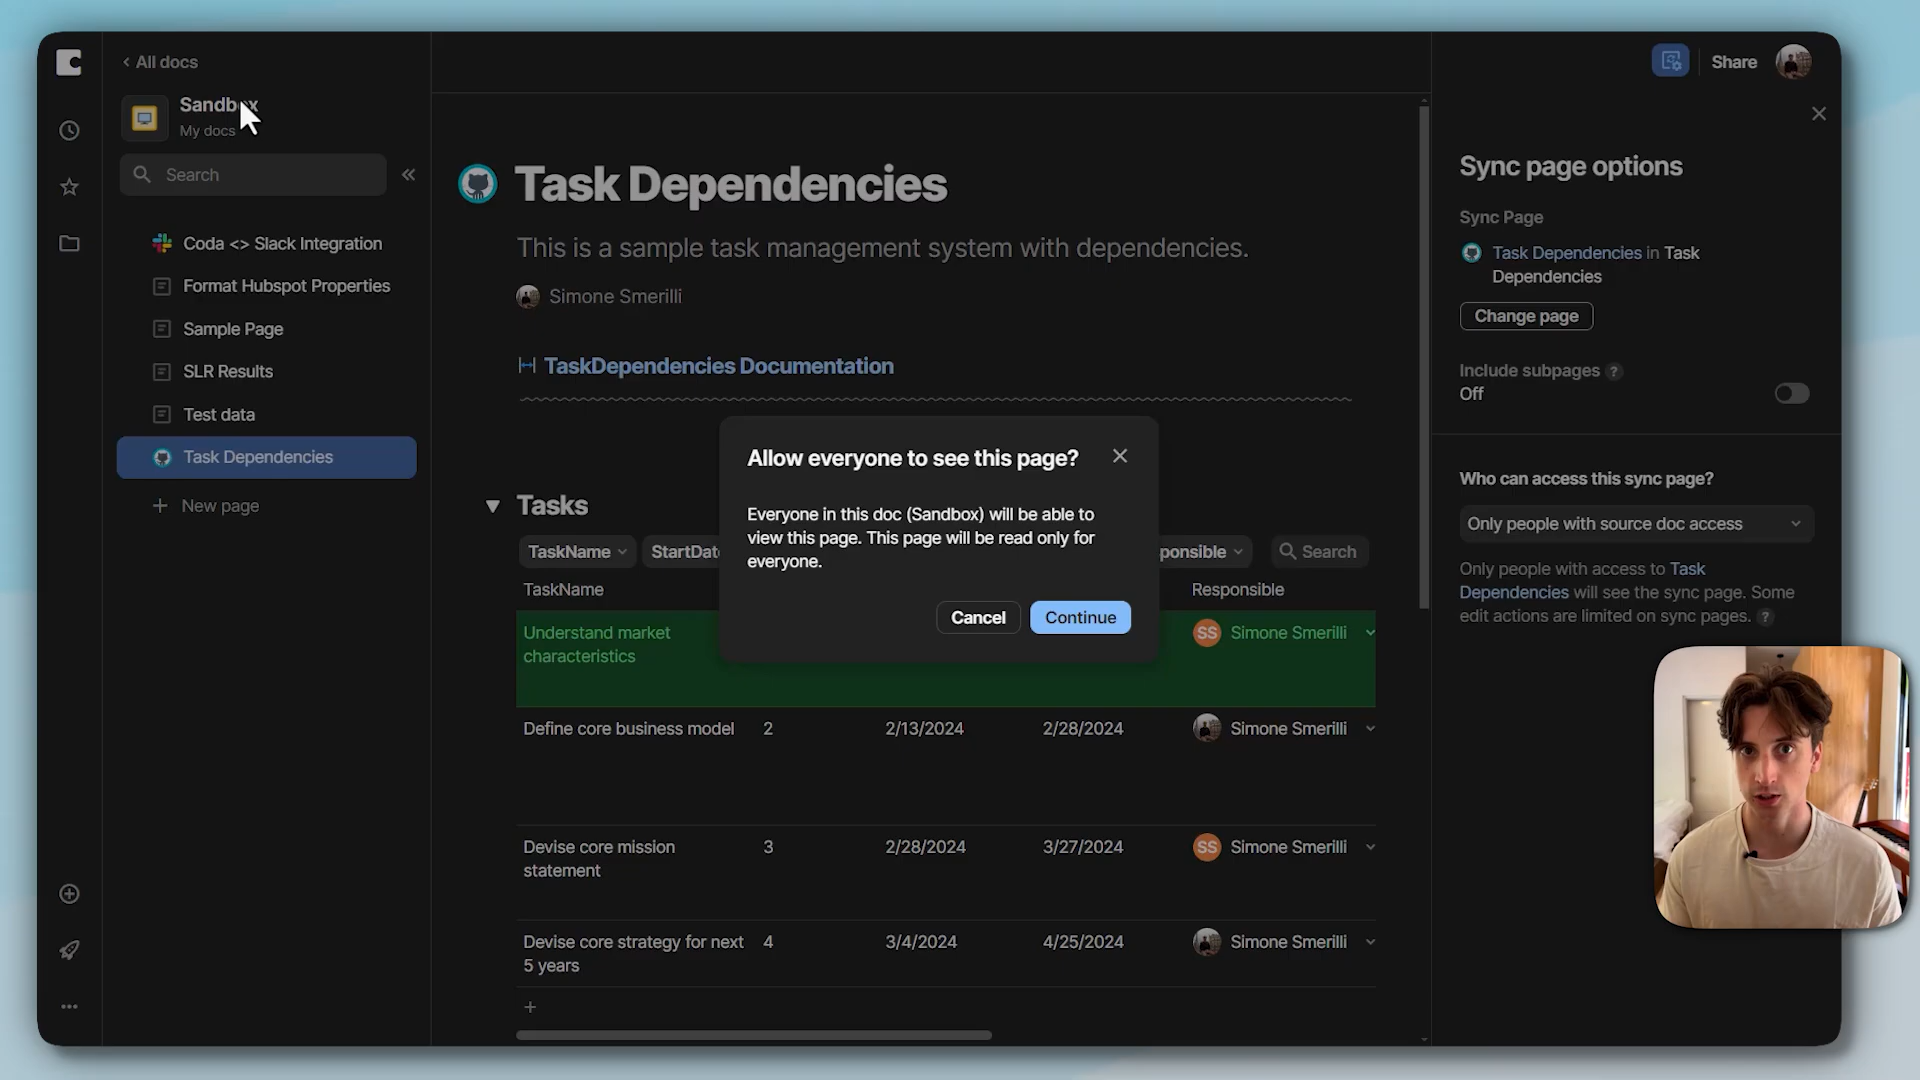 All docs
Share
Sandbox
My docs
Search
Coda <> Slack Integration
Format Hubspot Properties
Sample Page
SLR Results
Test data
Task Dependencies
New page
Task Dependencies
This is a sample task management system with dependencies.
Simone Smerilli
TaskDependencies Documentation
Tasks
TaskName
StartDate
ponsible
Search
TaskName
Responsible
Understand market
characteristics
SS Simone Smerilli
Define core business model 2 2/13/2024 2/28/2024 Simone Smerilli
Devise core mission
statement
3 2/28/2024 3/27/2024 SS Simone Smerilli
Devise core strategy for next
5 years
4 3/4/2024 4/25/2024 Simone Smerilli
Allow everyone to see this page?
Everyone in this doc (Sandbox) will be able to
view this page. This page will be read only for
everyone.
Cancel
Continue
Sync page options
Sync Page
Task Dependencies in Task
Dependencies
Change page
Include subpages ?
Off
Who can access this sync page?
Only people with source doc access
Only people with access to Task
Dependencies will see the sync page. Some
edit actions are limited on sync pages. ?